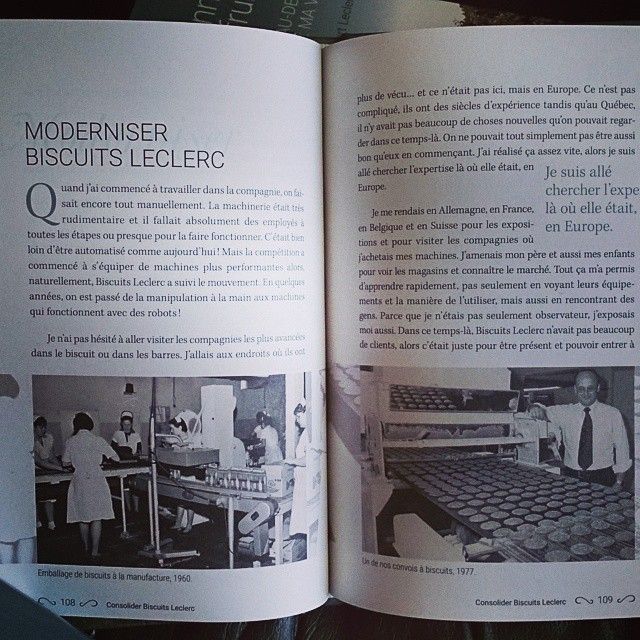 MODERNISER
BISCUITS LECLERC
Quand j'ai commencé à travailler dans la compagnie, on fai-
sait encore tout manuellement. La machinerie était très
rudimentaire et il fallait absolument des employés à
toutes les étapes ou presque pour la faire fonctionner. C'était bien
loin d'être automatisé comme aujourd'hui! Mais la compétition a
commencé à s'équiper de machines plus performantes alors,
naturellement, Biscuits Leclerc a suivi le mouvement. En quelques
années, on est passé de la manipulation à la main aux machines
qui fonctionnent avec des robots!
Je n'ai pas hésité à aller visiter les compagnies les plus avancées
dans le biscuit ou dans les barres. J'allais aux endroits où ils ont
Emballage de biscuits à la manufacture, 1960.
108 Consolider Biscuits Leclerc
plus de vécu... et ce n'était pas ici, mais en Europe. Ce n'est pas
compliqué, ils ont des siècles d'expérience tandis qu'au Québec,
il n'y avait pas beaucoup de choses nouvelles qu'on pouvait regar-
der dans ce temps-là. On ne pouvait tout simplement pas être aussi
bon qu'eux en commençant. J'ai réalisé ça assez vite, alors je suis
allé chercher l'expertise là où elle était, en
Europe.
Je suis allé
chercher l'expe
là où elle était,
en Europe.
Je me rendais en Allemagne, en France,
en Belgique et en Suisse pour les exposi-
tions et pour visiter les compagnies où
j'achetais mes machines. J'amenais mon père et aussi mes enfants
pour voir les magasins et connaître le marché. Tout ça m'a permis
d'apprendre rapidement, pas seulement en voyant leurs équipe-
ments et la manière de l'utiliser, mais aussi en rencontrant des
gens. Parce que je n'étais pas seulement observateur, j'exposais
moi aussi. Dans ce temps-là, Biscuits Leclerc n'avait pas beaucoup
de clients, alors c'était juste pour être présent et pouvoir entrer à
Un de nos convois à biscuits, 1977.
Consolider Biscuits Leclerc 109